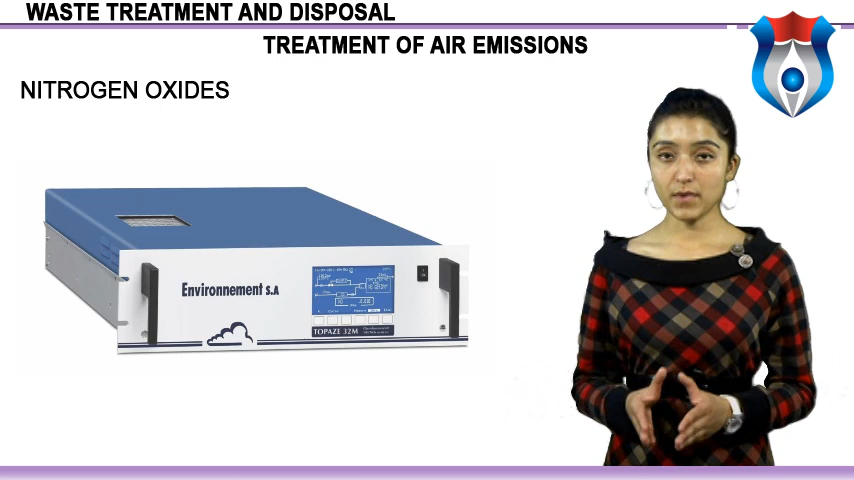 WASTE TREATMENT AND DISPOSAL
TREATMENT OF AIR EMISSIONS
NITROGEN OXIDES
Environnement S.A
TOPAZE 32M